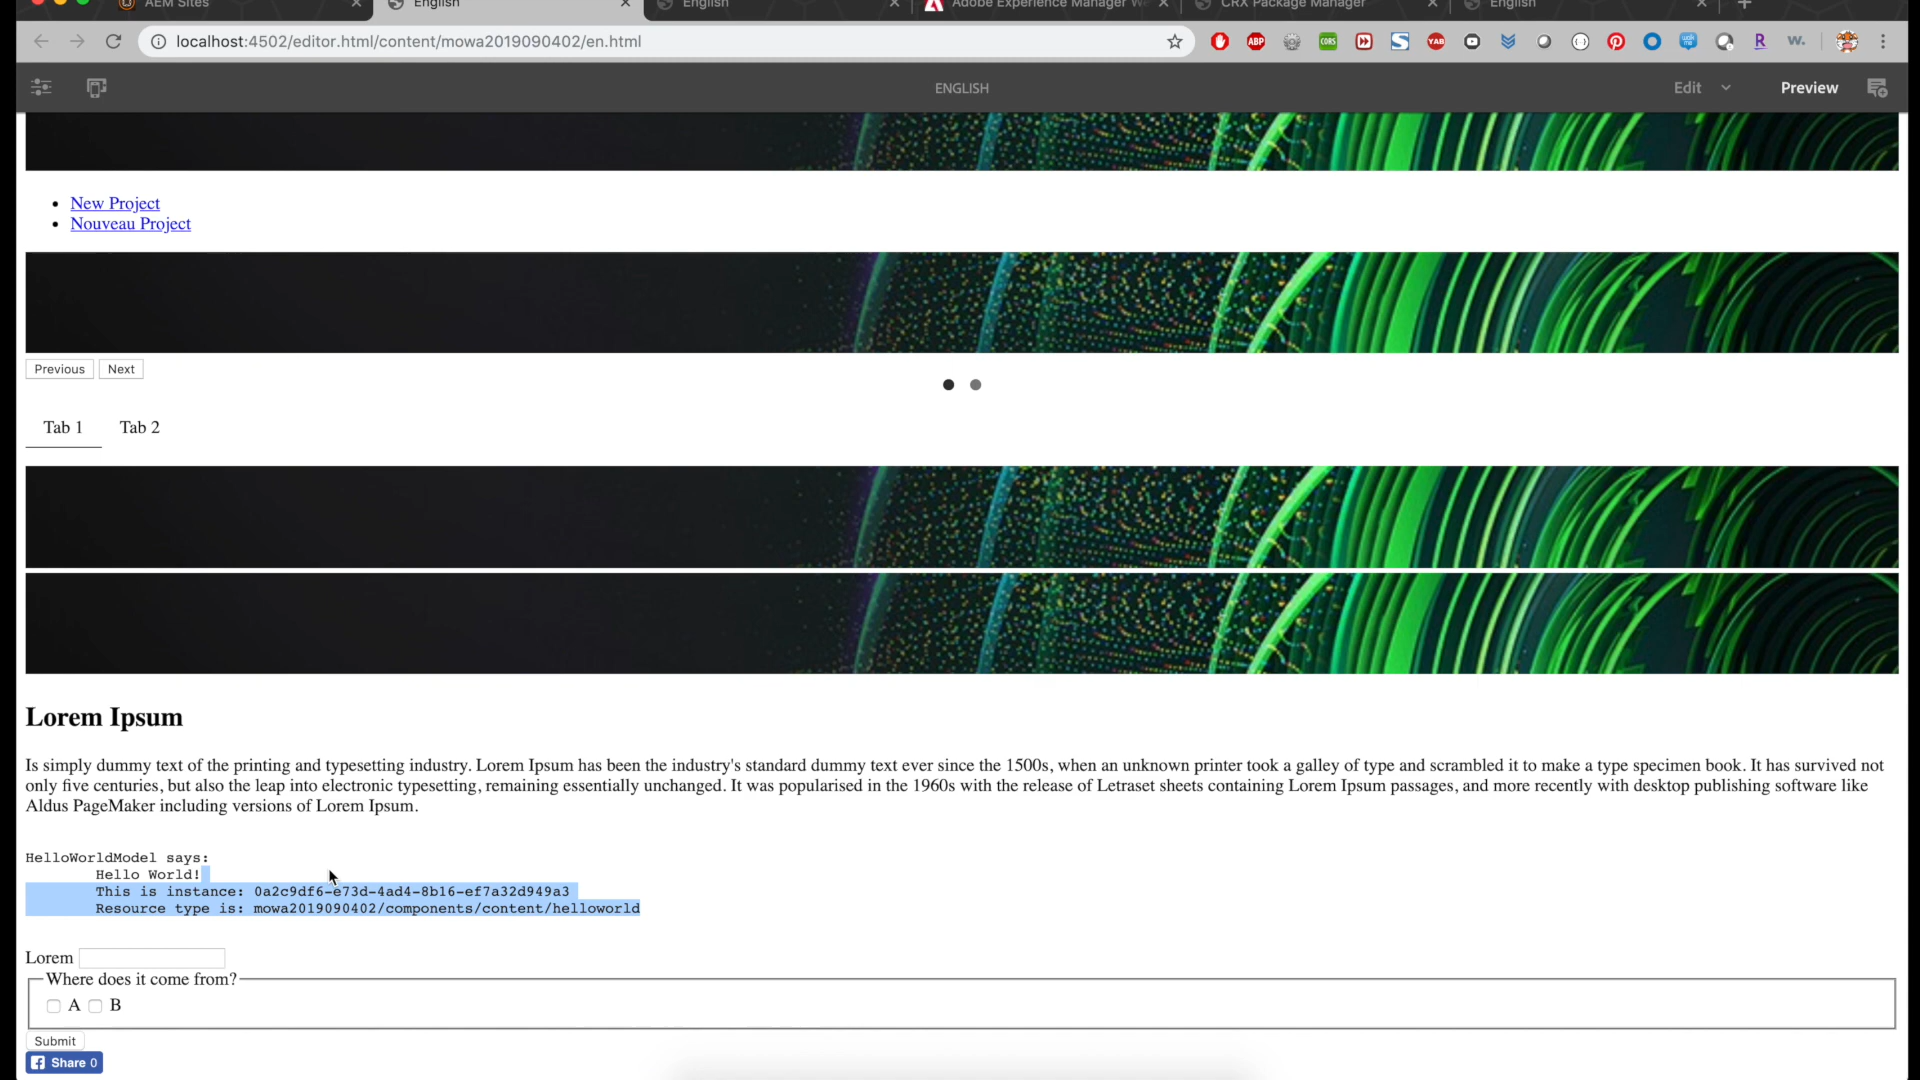 AEM Sites
English
English
Adobe Experience Manager W
CRX Package Manager
English
localhost:4502/editor.html/content/mowa2019090402/en.html
ABP
CORS
S
YAB
R
W.
ENGLISH
Edit
Preview
New Project
Nouveau Project
Previous
Next
Tab 1
Tab 2
Lorem Ipsum
Is simply dummy text of the printing and typesetting industry. Lorem Ipsum has been the industry's standard dummy text ever since the 1500s, when an unknown printer took a galley of type and scrambled it to make a type specimen book. It has survived not
only five centuries, but also the leap into electronic typesetting, remaining essentially unchanged. It was popularised in the 1960s with the release of Letraset sheets containing Lorem Ipsum passages, and more recently with desktop publishing software like
Aldus PageMaker including versions of Lorem Ipsum.
HelloWorldModel says:
Hello World!
This is instance: 0a2c9df6-e73d-4ad4-8b16-ef7a32d949a3
Resource type is: mowa2019090402/components/content/helloworld
Lorem
Where does it come from?
A B
Submit
Share 0